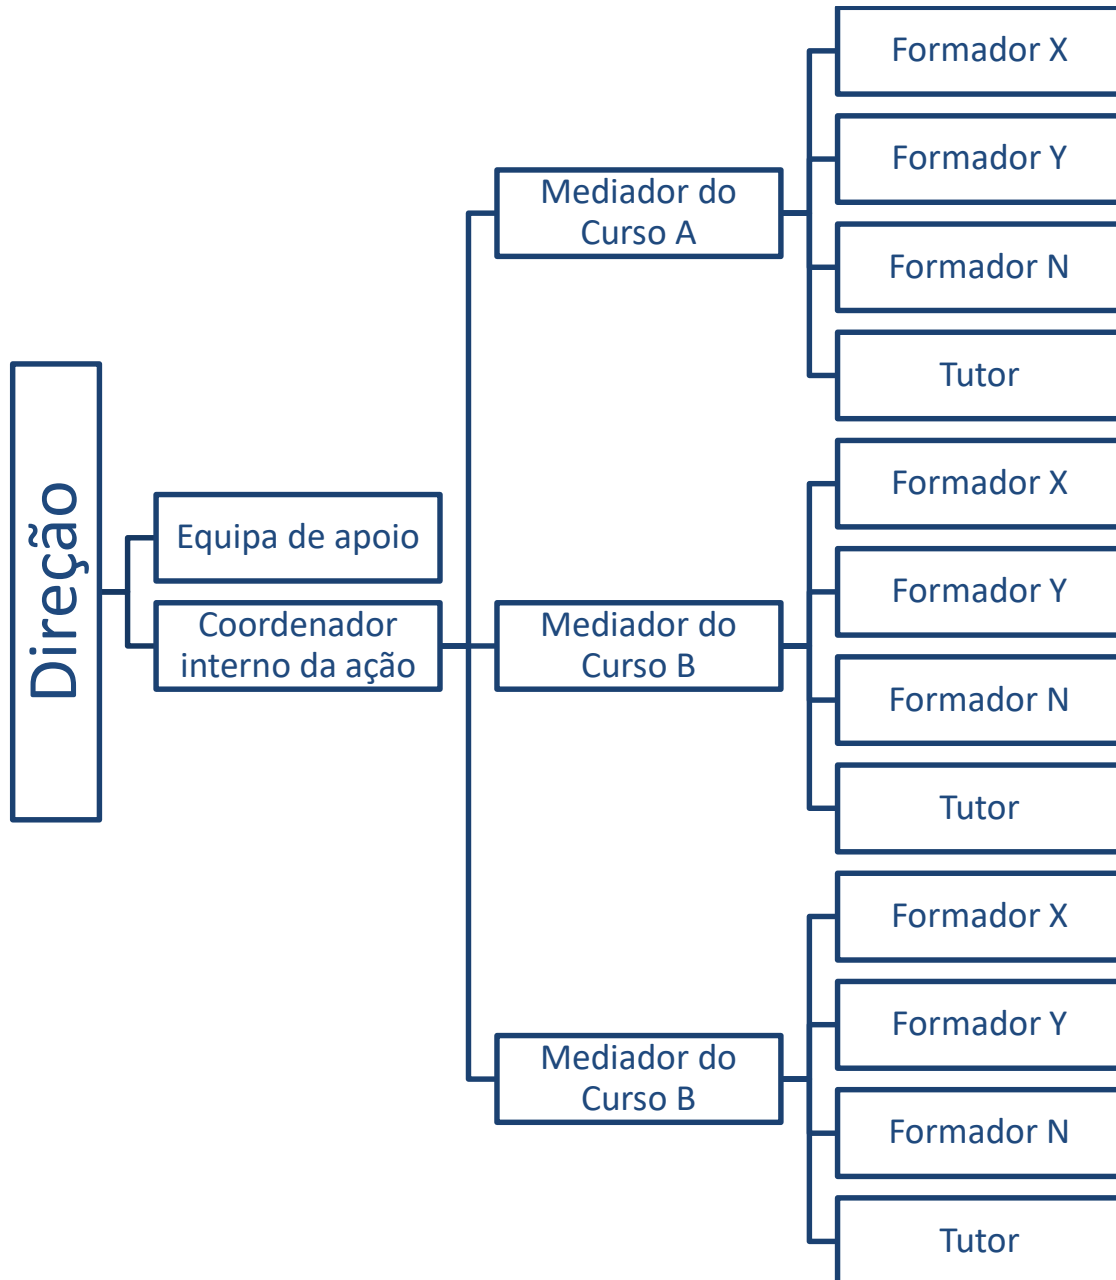 Direção
Equipa de apoio
Coordenador
interno da ação
Mediador do
Curso A
Formador X
Formador Y
Formador N
Tutor
Mediador do
Curso B
Formador X
Formador Y
Formador N
Tutor
Mediador do
Curso B
Formador X
Formador Y
Formador N
Tutor